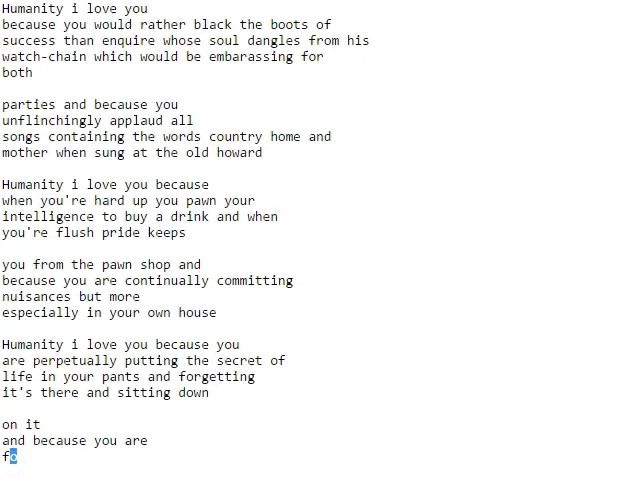 Humanity i love you
because you would rather black the boots of
success than enquire whose soul dangles from his
watch-chain which would be embarassing for
both

parties and because you
unflinchingly applaud all
songs containing the words country home and
mother when sung at the old howard

Humanity i love you because
when you're hard up you pawn your
intelligence to buy a drink and when
you're flush pride keeps

you from the pawn shop and
because you are continually committing
nuisances but more
especially in your own house

Humanity i love you because you
are perpetually putting the secret of
life in your pants and forgetting
it's there and sitting down

on it
and because you are
fo